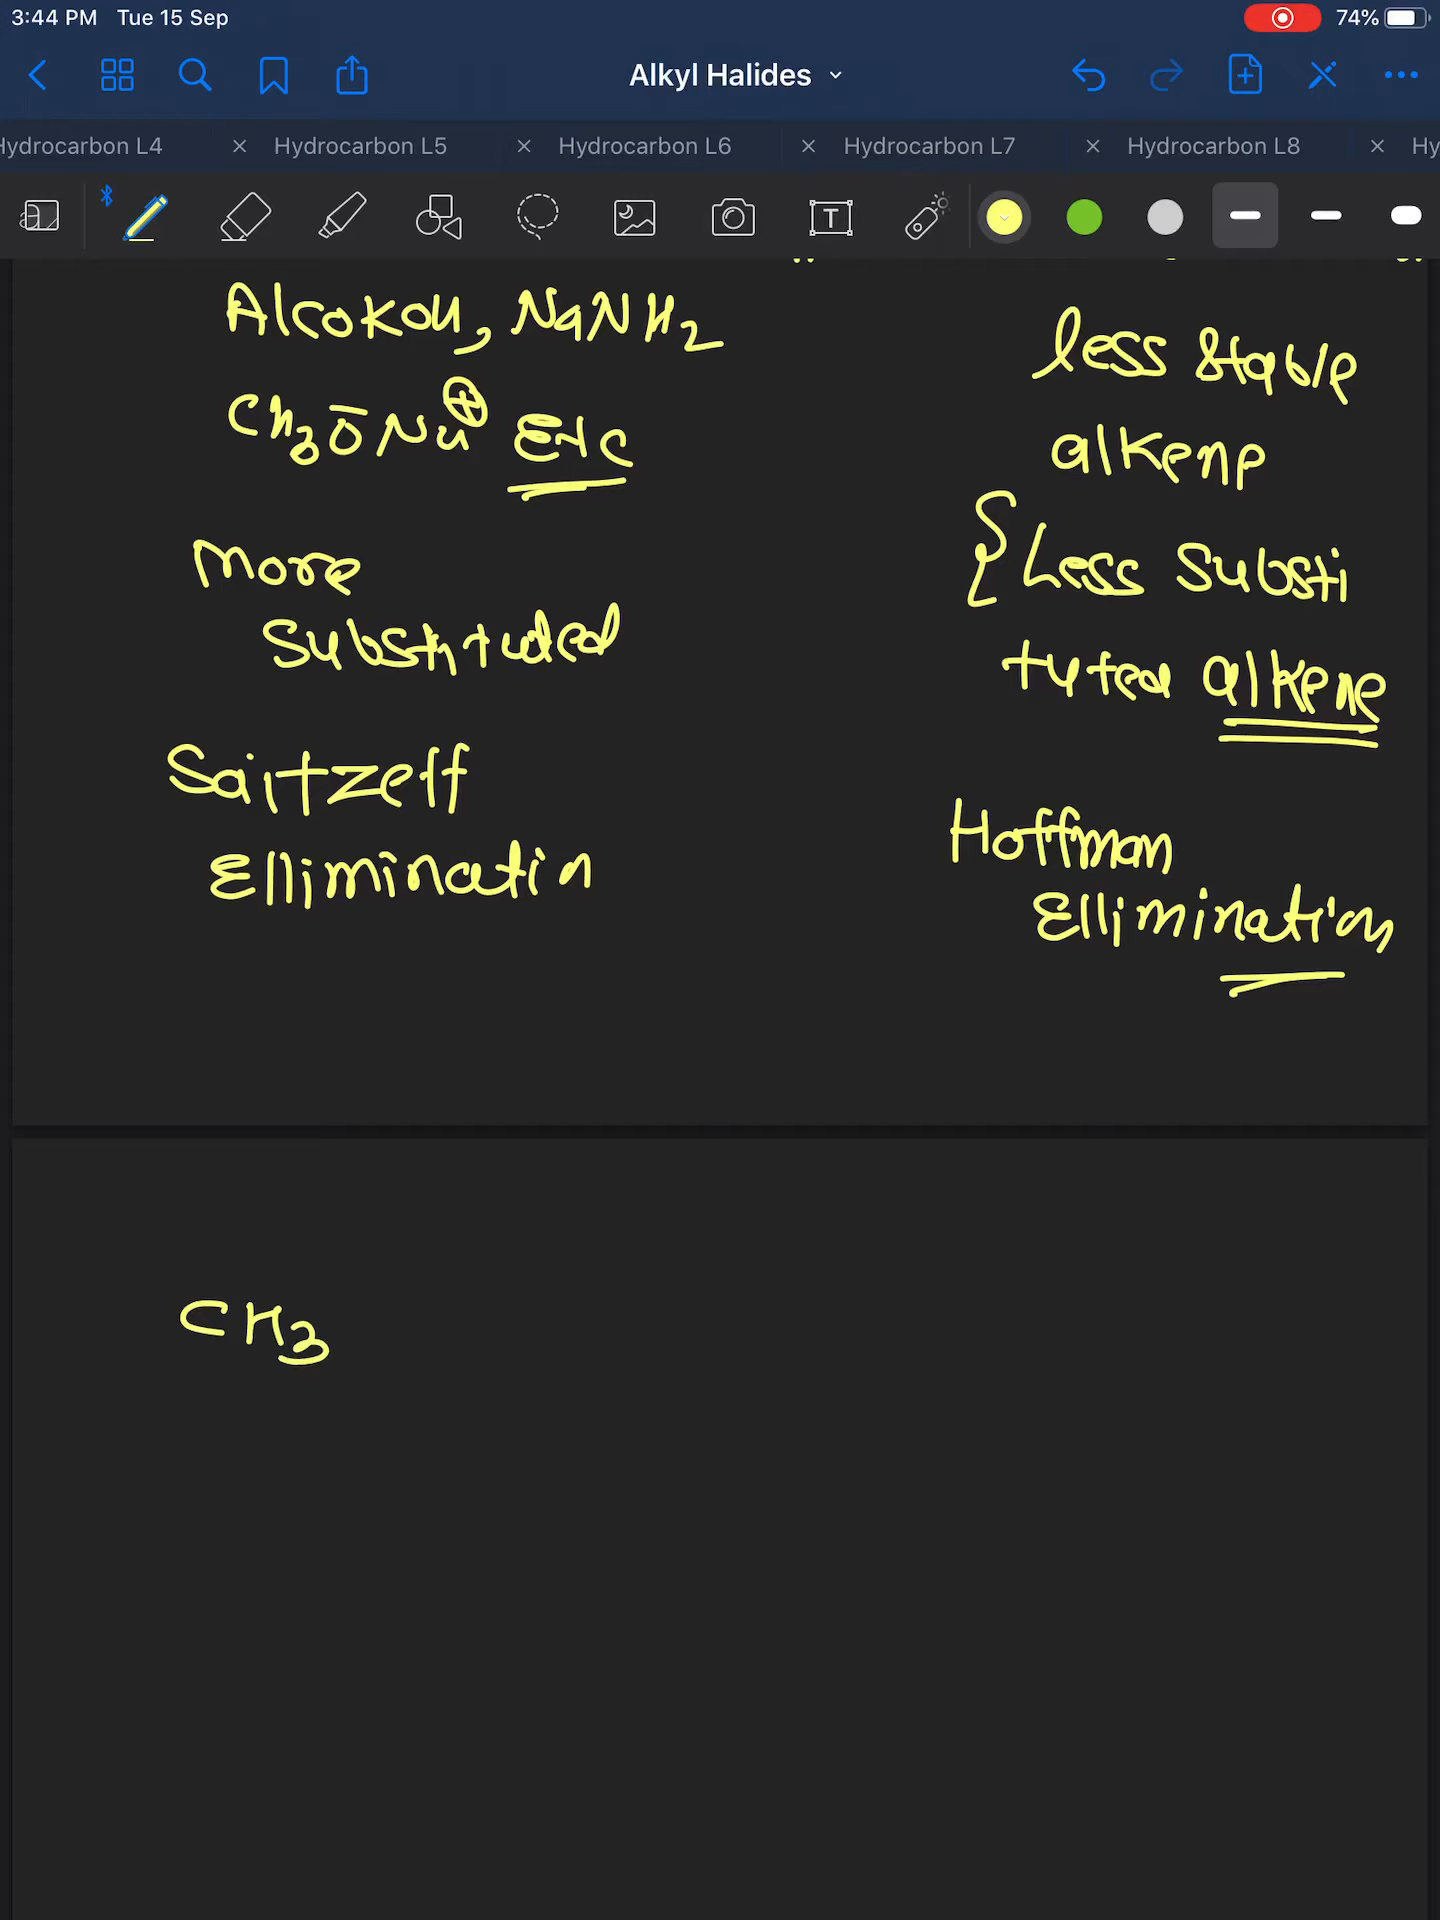 3:44 PM Tue 15 Sep 74%
Alkyl Halides
Hydrocarbon L4 Hydrocarbon L5 Hydrocarbon L6 Hydrocarbon L7 Hydrocarbon L8 Hy
T
AlcoKOH, NaNH2
CH3O⁻Na⊕ Etc
More
Substituted
Saitzeff
Ellimination
less stable
alkene
{ Less Substi
tuted alkene
Hoffman
Ellimination
CH3